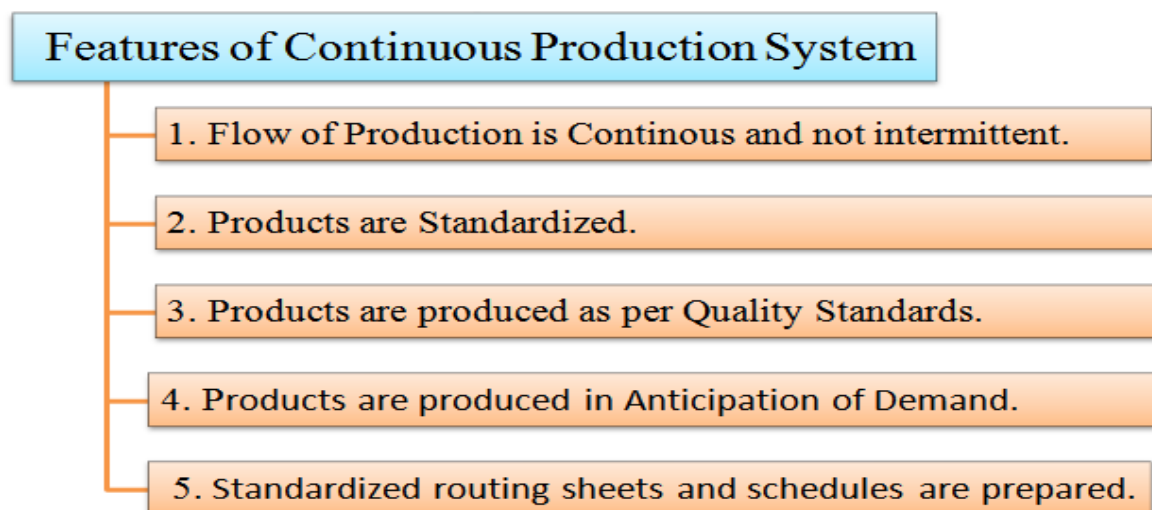 Features of Continuous Production System
1. Flow of Production is Continous and not intermittent.
2. Products are Standardized.
3. Products are produced as per Quality Standards.
4. Products are produced in Anticipation of Demand.
5. Standardized routing sheets and schedules are prepared.